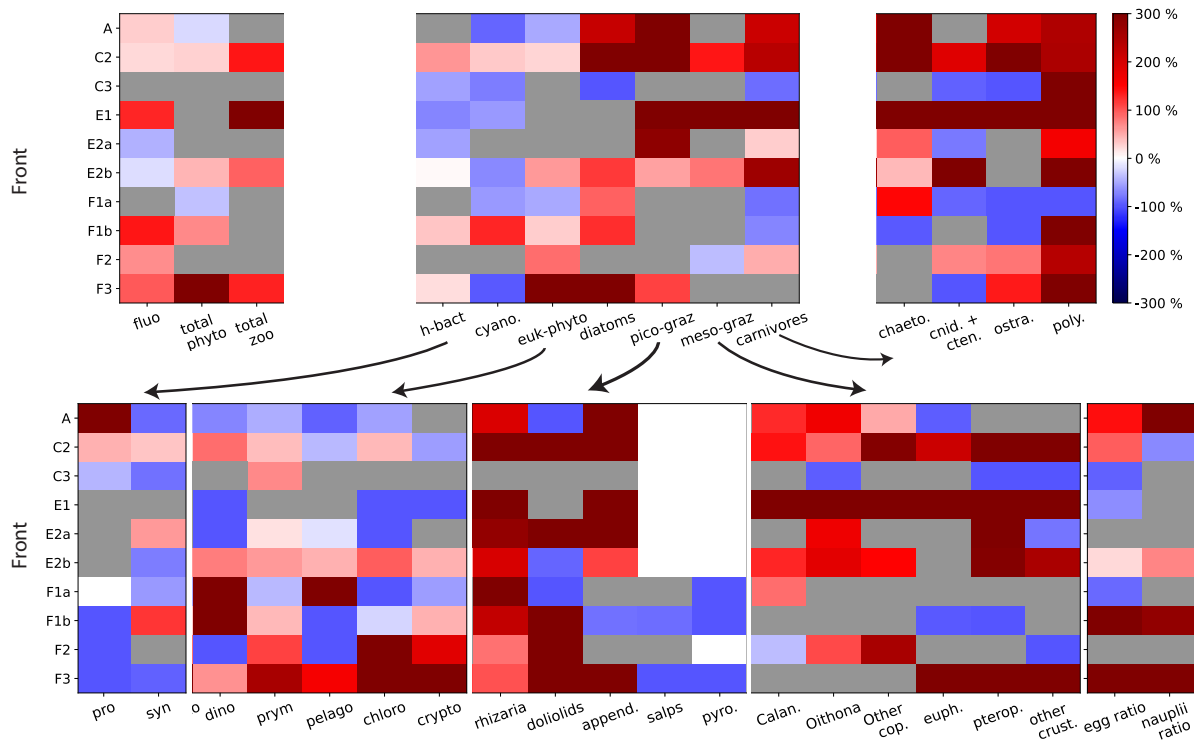 A
C2
C3
E1
E2a
E2b
F1a
F1b
F2
F3
Front
fluo
total
phyto
total
zoo
h-bact
cyano.
euk-phyto
diatoms
pico-graz
meso-graz
carnivores
chaeto.
cnid. +
cten.
ostra.
poly.
300 %
200 %
100 %
0 %
-100 %
-200 %
-300 %
A
C2
C3
E1
E2a
E2b
F1a
F1b
F2
F3
Front
pro
syn
o
dino
prym
pelago
chloro
crypto
rhizaria
doliolids
append.
salps
pyro.
Calan.
Oithona
Other
cop.
euph.
pterop.
other
crust.
egg ratio
nauplii
ratio